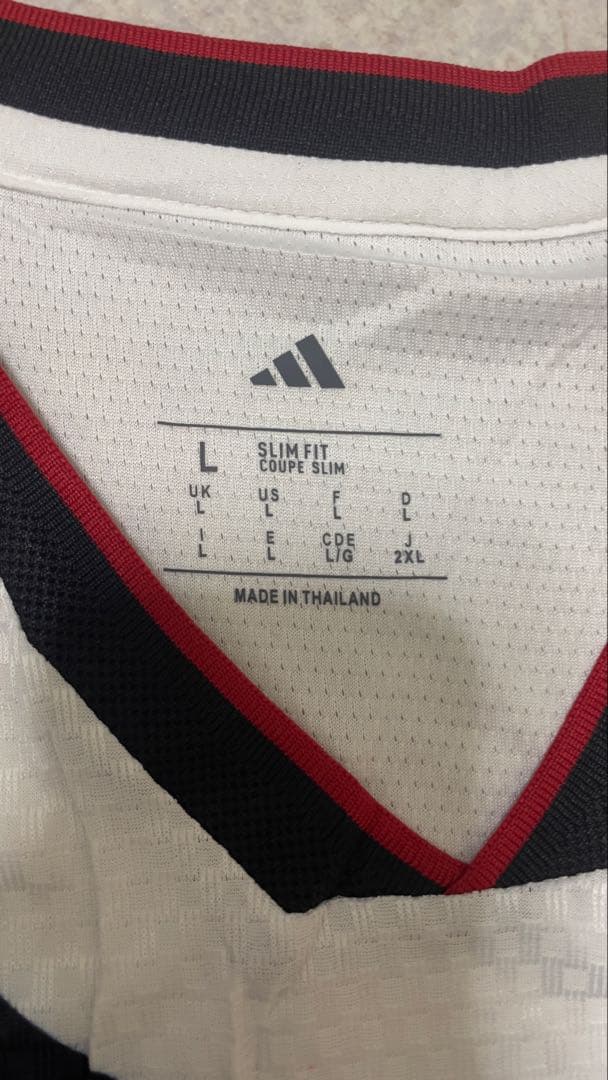 L SLIM FIT
COUPE SLIM
UK US F D
L L L L
I E CDE J
L L L/G 2XL
MADE IN THAILAND